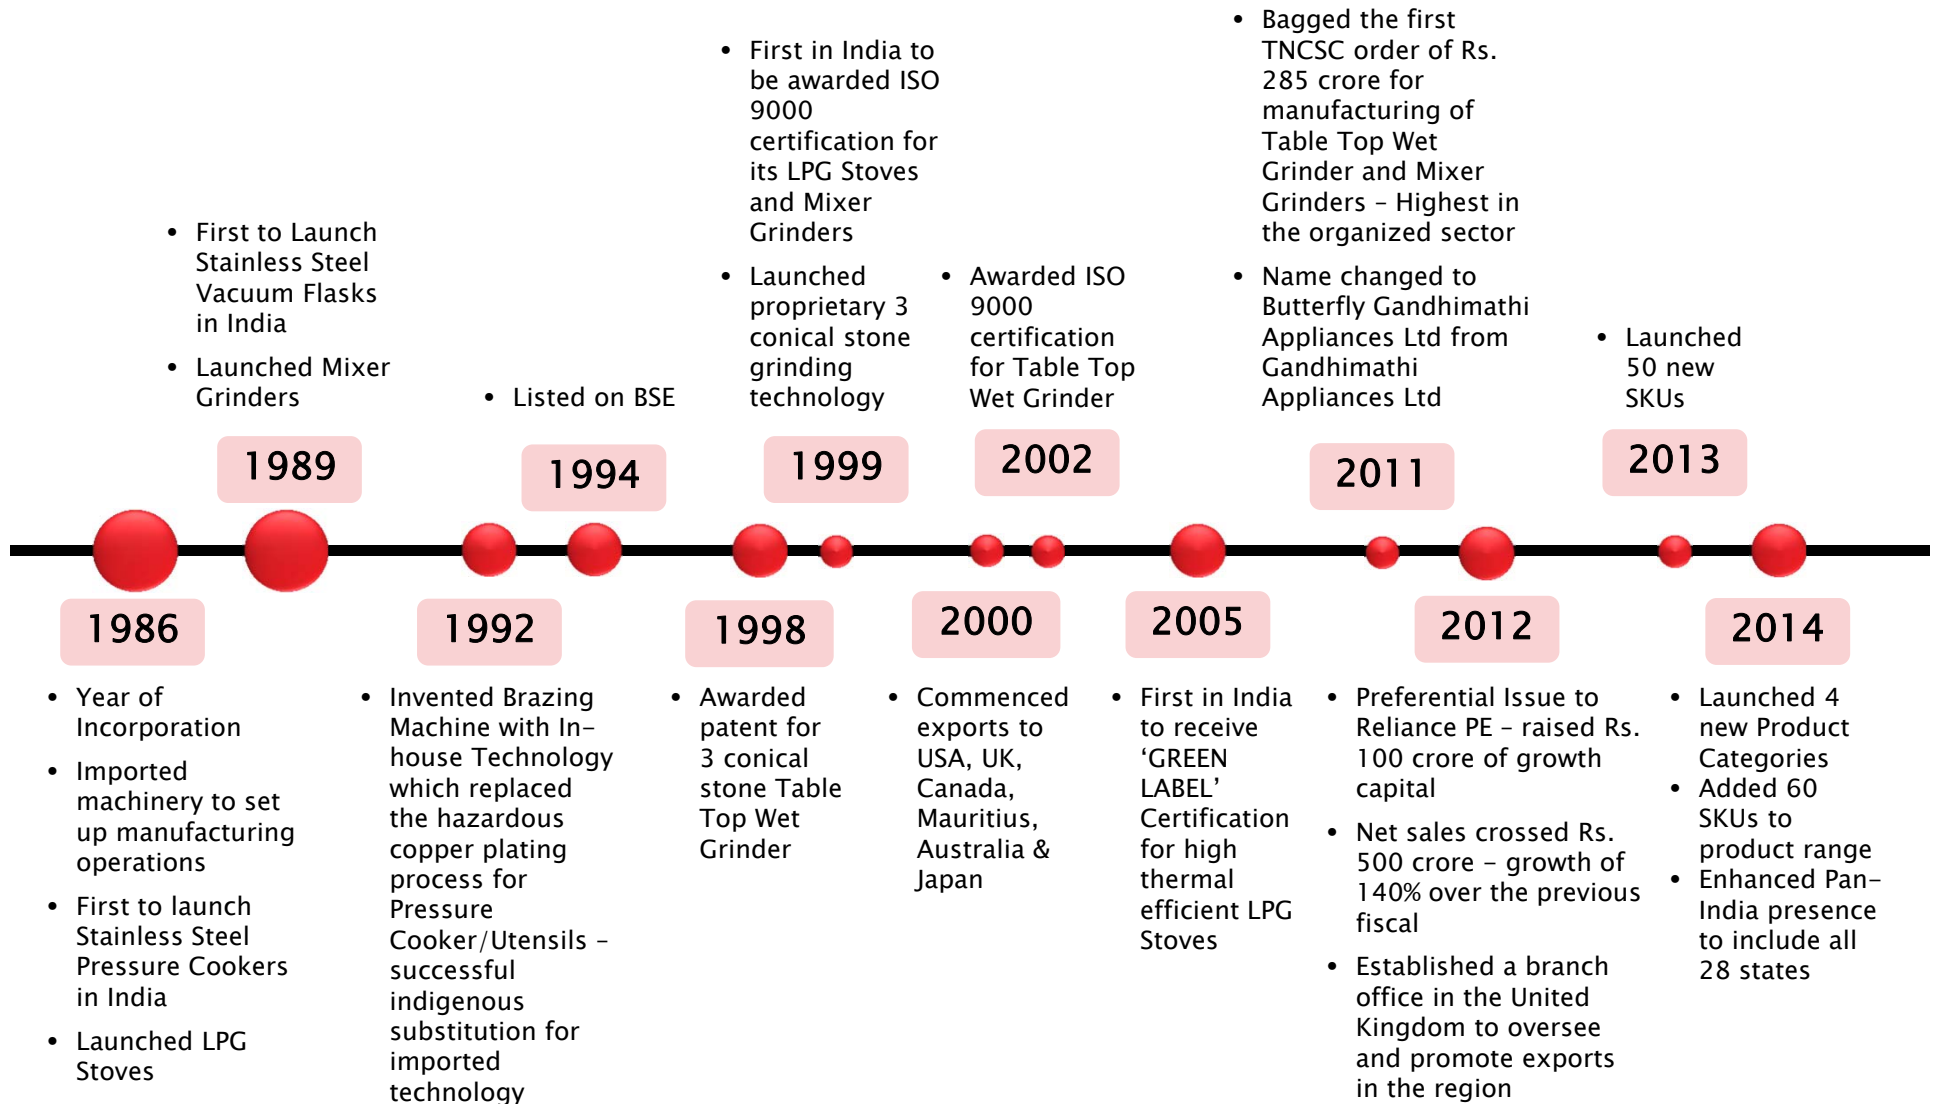 • First to Launch
Stainless Steel
Vacuum Flasks
in India
• Launched Mixer
Grinders
1989
• Listed on BSE
1994
• First in India to
be awarded ISO
9000
certification for
its LPG Stoves
and Mixer
Grinders
• Launched
proprietary 3
conical stone
grinding
technology
1999
• Awarded ISO
9000
certification
for Table Top
Wet Grinder
2002
• Bagged the first
TNCSC order of Rs.
285 crore for
manufacturing of
Table Top Wet
Grinder and Mixer
Grinders – Highest in
the organized sector
• Name changed to
Butterfly Gandhimathi
Appliances Ltd from
Gandhimathi
Appliances Ltd
2011
• Launched
50 new
SKUs
2013
1986
• Year of
Incorporation
• Imported
machinery to set
up manufacturing
operations
• First to launch
Stainless Steel
Pressure Cookers
in India
• Launched LPG
Stoves
1992
• Invented Brazing
Machine with In-
house Technology
which replaced
the hazardous
copper plating
process for
Pressure
Cooker/Utensils –
successful
indigenous
substitution for
imported
technology
1998
• Awarded
patent for
3 conical
stone Table
Top Wet
Grinder
2000
• Commenced
exports to
USA, UK,
Canada,
Mauritius,
Australia &
Japan
2005
• First in India
to receive
‘GREEN
LABEL’
Certification
for high
thermal
efficient LPG
Stoves
2012
• Preferential Issue to
Reliance PE – raised Rs.
100 crore of growth
capital
• Net sales crossed Rs.
500 crore – growth of
140% over the previous
fiscal
• Established a branch
office in the United
Kingdom to oversee
and promote exports
in the region
2014
• Launched 4
new Product
Categories
• Added 60
SKUs to
product range
• Enhanced Pan-
India presence
to include all
28 states